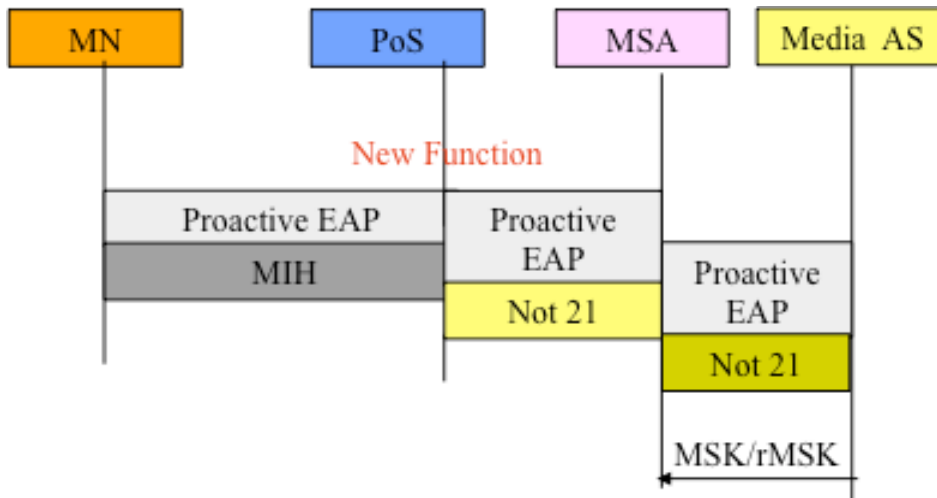 MN
PoS
MSA
Media AS
New Function
Proactive EAP
MIH
Proactive
EAP
Not 21
Proactive
EAP
Not 21
MSK/rMSK